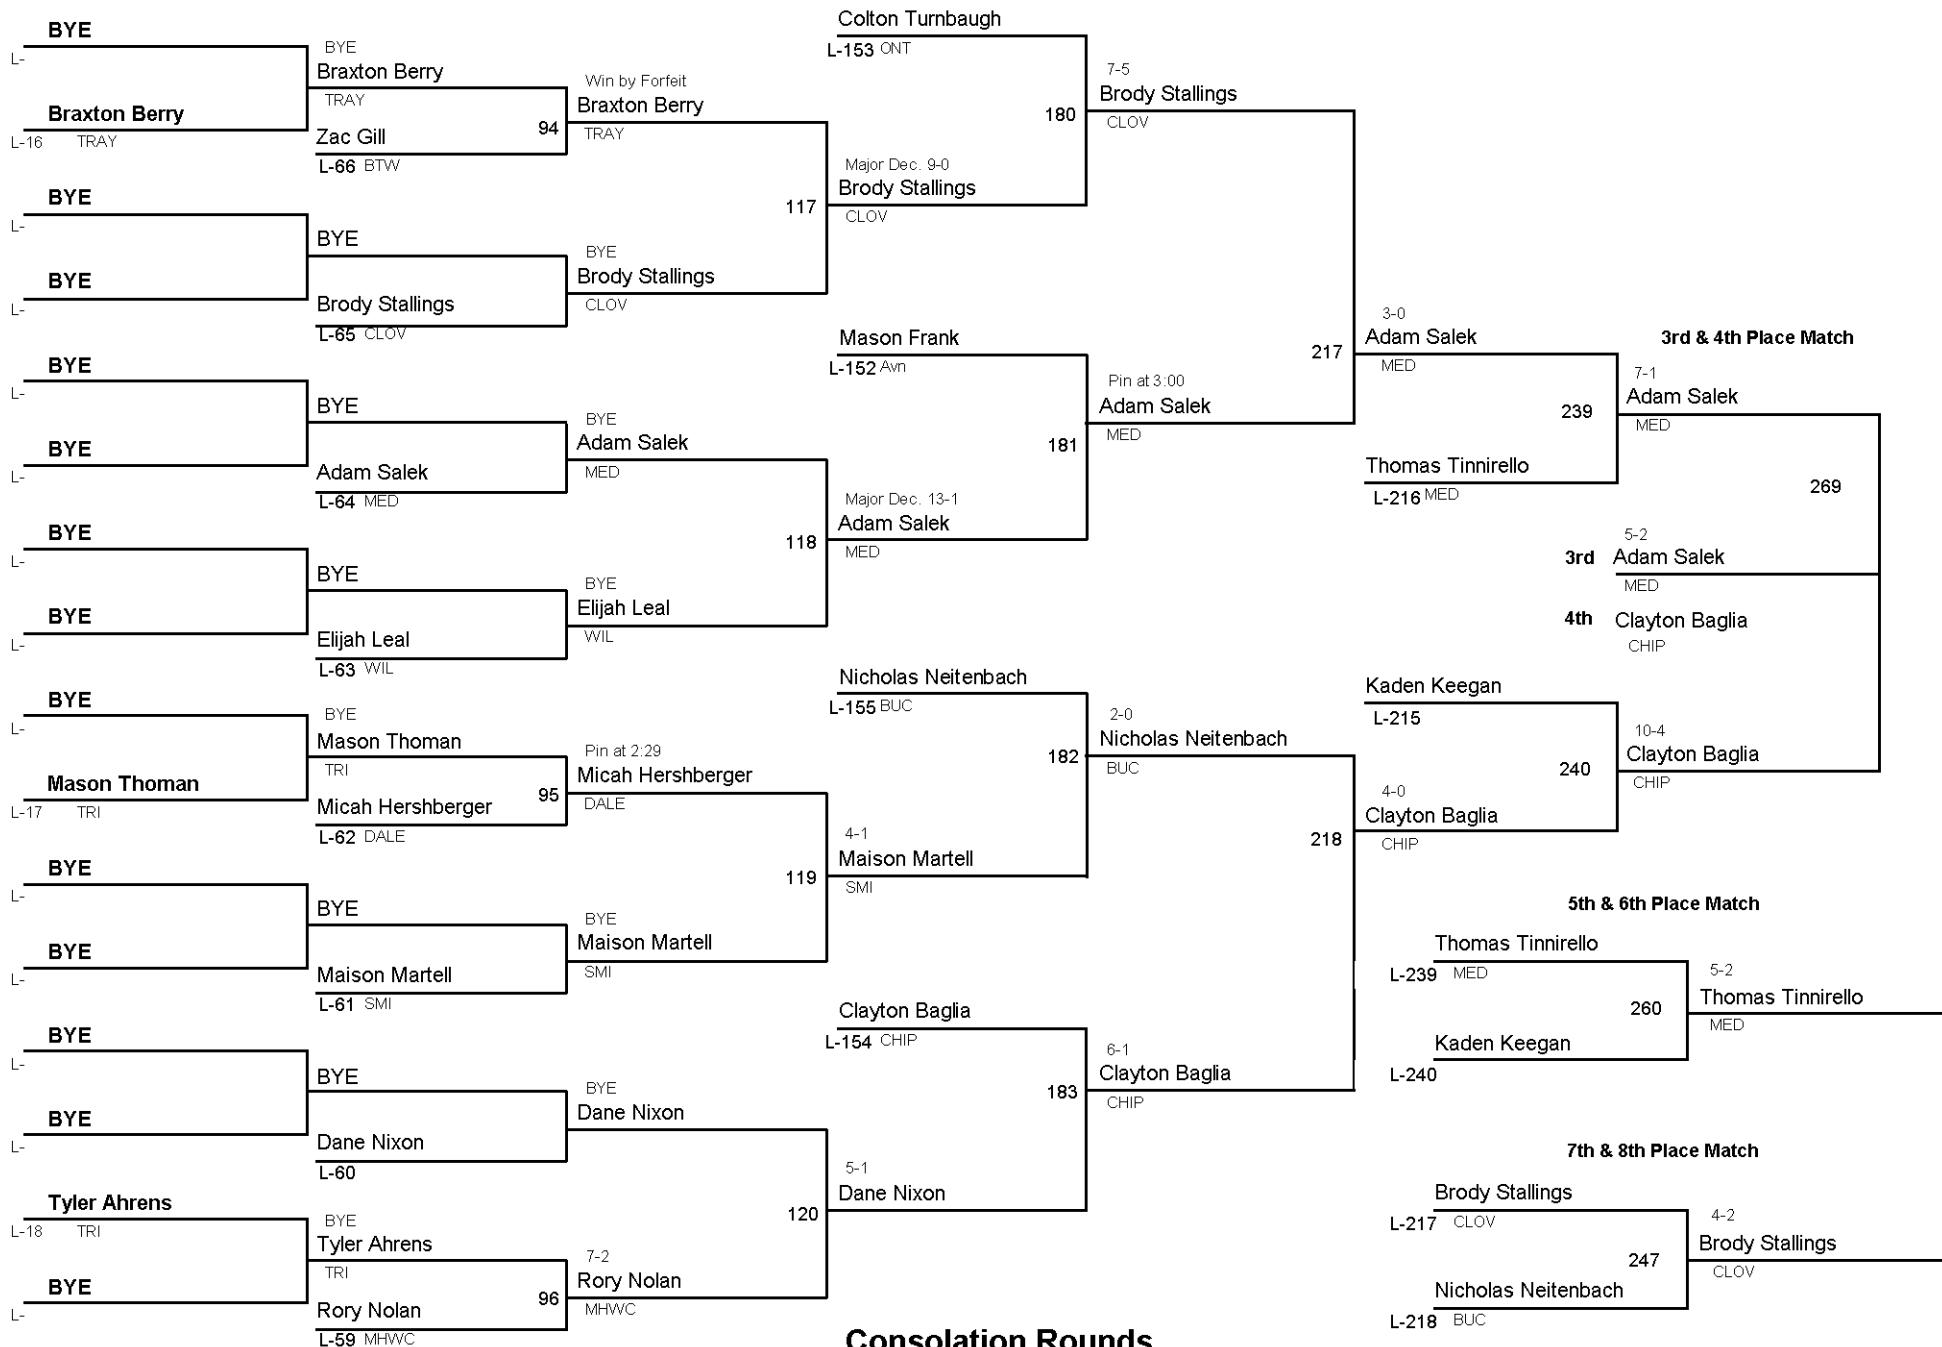 BYE
L-
Braxton Berry
L-16 TRAY
BYE
L-
BYE
L-
BYE
L-
BYE
L-
BYE
L-
BYE
L-
BYE
L-
Mason Thoman
L-17 TRI
BYE
L-
BYE
L-
BYE
L-
BYE
L-
Tyler Ahrens
L-18 TRI
BYE
L-
BYE
Braxton Berry
TRAY
94
Zac Gill
L-66 BTW
BYE
Brody Stallings
L-65 CLOV
BYE
Adam Salek
L-64 MED
BYE
Elijah Leal
L-63 WIL
BYE
Mason Thoman
TRI
95
Micah Hershberger
L-62 DALE
BYE
Maison Martell
L-61 SMI
BYE
Dane Nixon
L-60
BYE
Tyler Ahrens
TRI
96
Rory Nolan
L-59 MHWC
Win by Forfeit
Braxton Berry
TRAY
117
BYE
Brody Stallings
CLOV
BYE
Adam Salek
MED
118
BYE
Elijah Leal
WIL
Pin at 2:29
Micah Hershberger
DALE
119
BYE
Maison Martell
SMI
BYE
Dane Nixon
120
7-2
Rory Nolan
MHWC
Colton Turnbaugh
L-153 ONT
180
Major Dec. 9-0
Brody Stallings
CLOV
Mason Frank
L-152 Avn
181
Major Dec. 13-1
Adam Salek
MED
Nicholas Neitenbach
L-155 BUC
182
4-1
Maison Martell
SMI
Clayton Baglia
L-154 CHIP
183
5-1
Dane Nixon
7-5
Brody Stallings
CLOV
217
Pin at 3:00
Adam Salek
MED
2-0
Nicholas Neitenbach
BUC
218
6-1
Clayton Baglia
CHIP
3-0
Adam Salek
MED
239
Thomas Tinnirello
L-216 MED
Kaden Keegan
L-215
240
4-0
Clayton Baglia
CHIP
3rd & 4th Place Match
7-1
Adam Salek
MED
269
5-2
3rd Adam Salek
MED
4th Clayton Baglia
CHIP
10-4
Clayton Baglia
CHIP
5th & 6th Place Match
Thomas Tinnirello
L-239 MED
260
Kaden Keegan
L-240
5-2
Thomas Tinnirello
MED
7th & 8th Place Match
Brody Stallings
L-217 CLOV
247
Nicholas Neitenbach
L-218 BUC
4-2
Brody Stallings
CLOV
Consolation Rounds